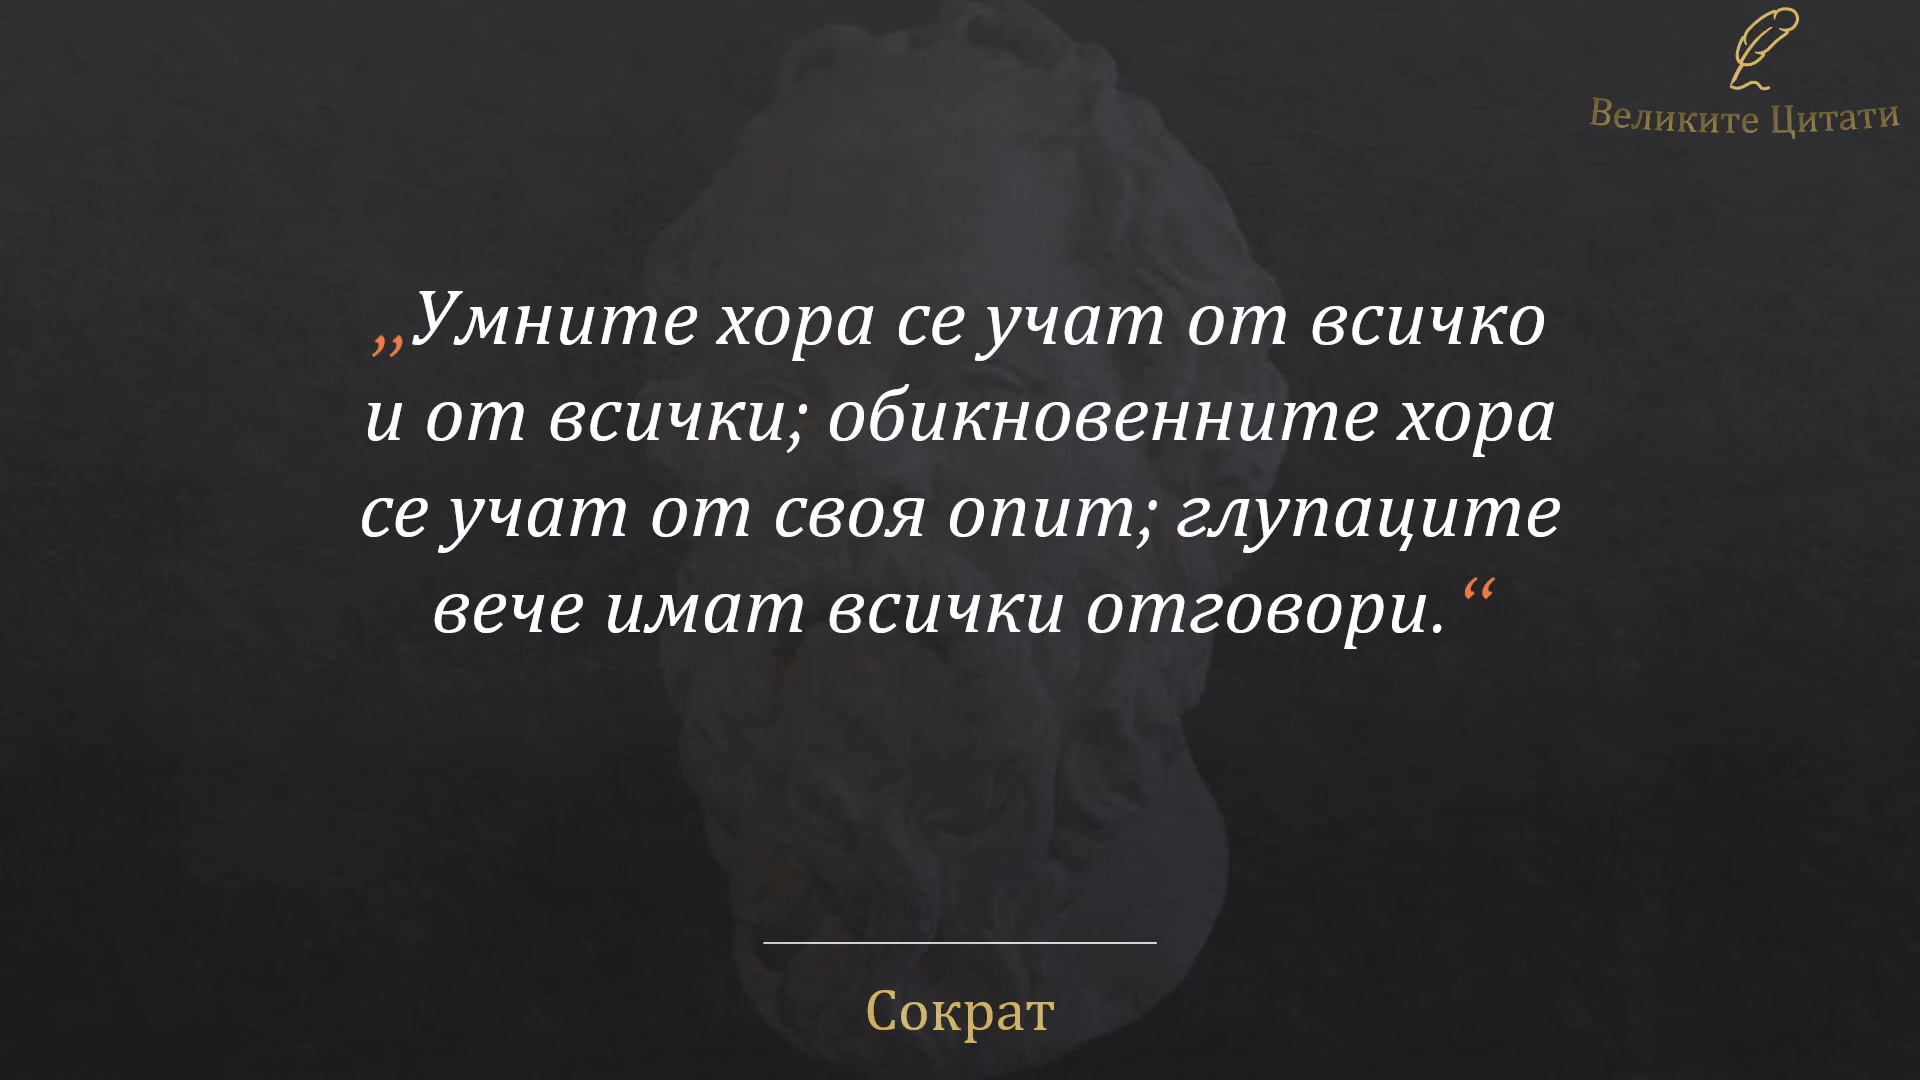 Великите Цитати
„Умните хора се учат от всичко
и от всички; обикновенните хора
се учат от своя опит; глупаците
вече имат всички отговори.“
Сократ